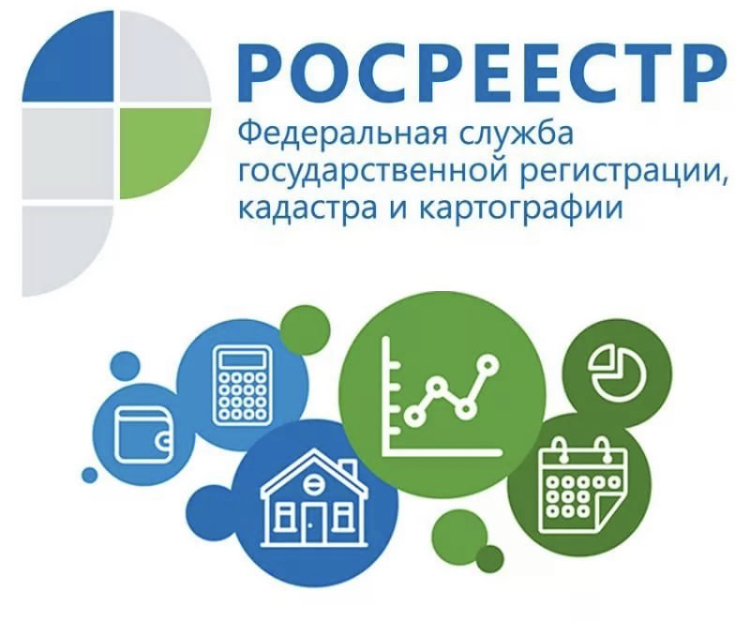 РОСРЕЕСТР
Федеральная служба
государственной регистрации,
кадастра и картографии